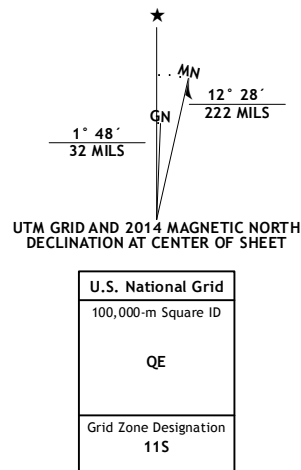 ★
MN
GN
12° 28´
222 MILS
1° 48´
32 MILS
UTM GRID AND 2014 MAGNETIC NORTH
DECLINATION AT CENTER OF SHEET
U.S. National Grid
100,000-m Square ID
QE
Grid Zone Designation
11S